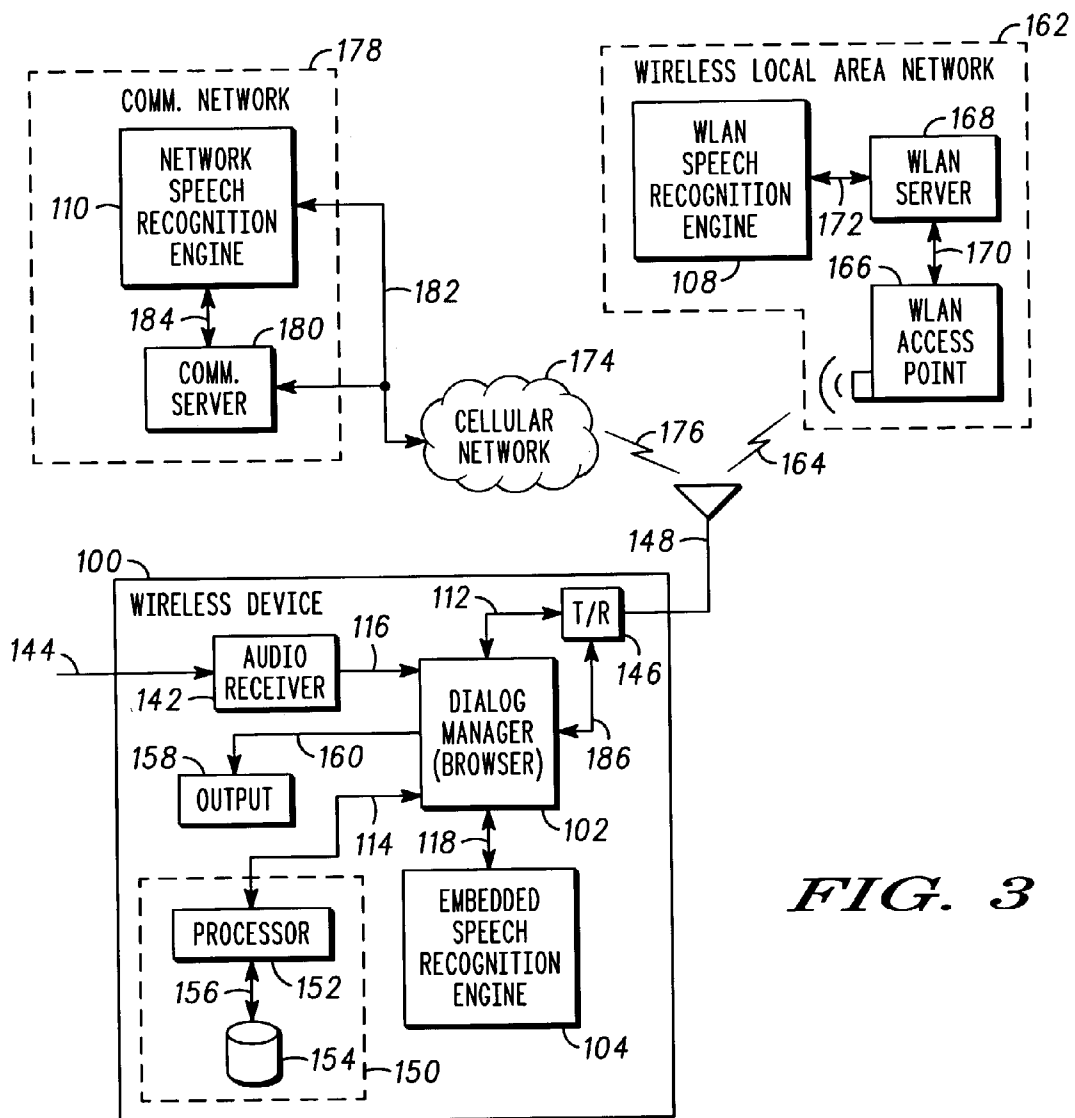 178
COMM. NETWORK
NETWORK
SPEECH
RECOGNITION
ENGINE
110
182
184
180
COMM.
SERVER
162
WIRELESS LOCAL AREA NETWORK
WLAN
SPEECH
RECOGNITION
ENGINE
108
168
WLAN
SERVER
172
170
166
WLAN
ACCESS
POINT
174
CELLULAR
NETWORK
176
164
148
100
WIRELESS DEVICE
112
T/R
146
144
AUDIO
RECEIVER
142
116
DIALOG
MANAGER
(BROWSER)
186
160
158
OUTPUT
114
102
118
PROCESSOR
152
156
154
150
EMBEDDED
SPEECH
RECOGNITION
ENGINE
104
FIG. 3